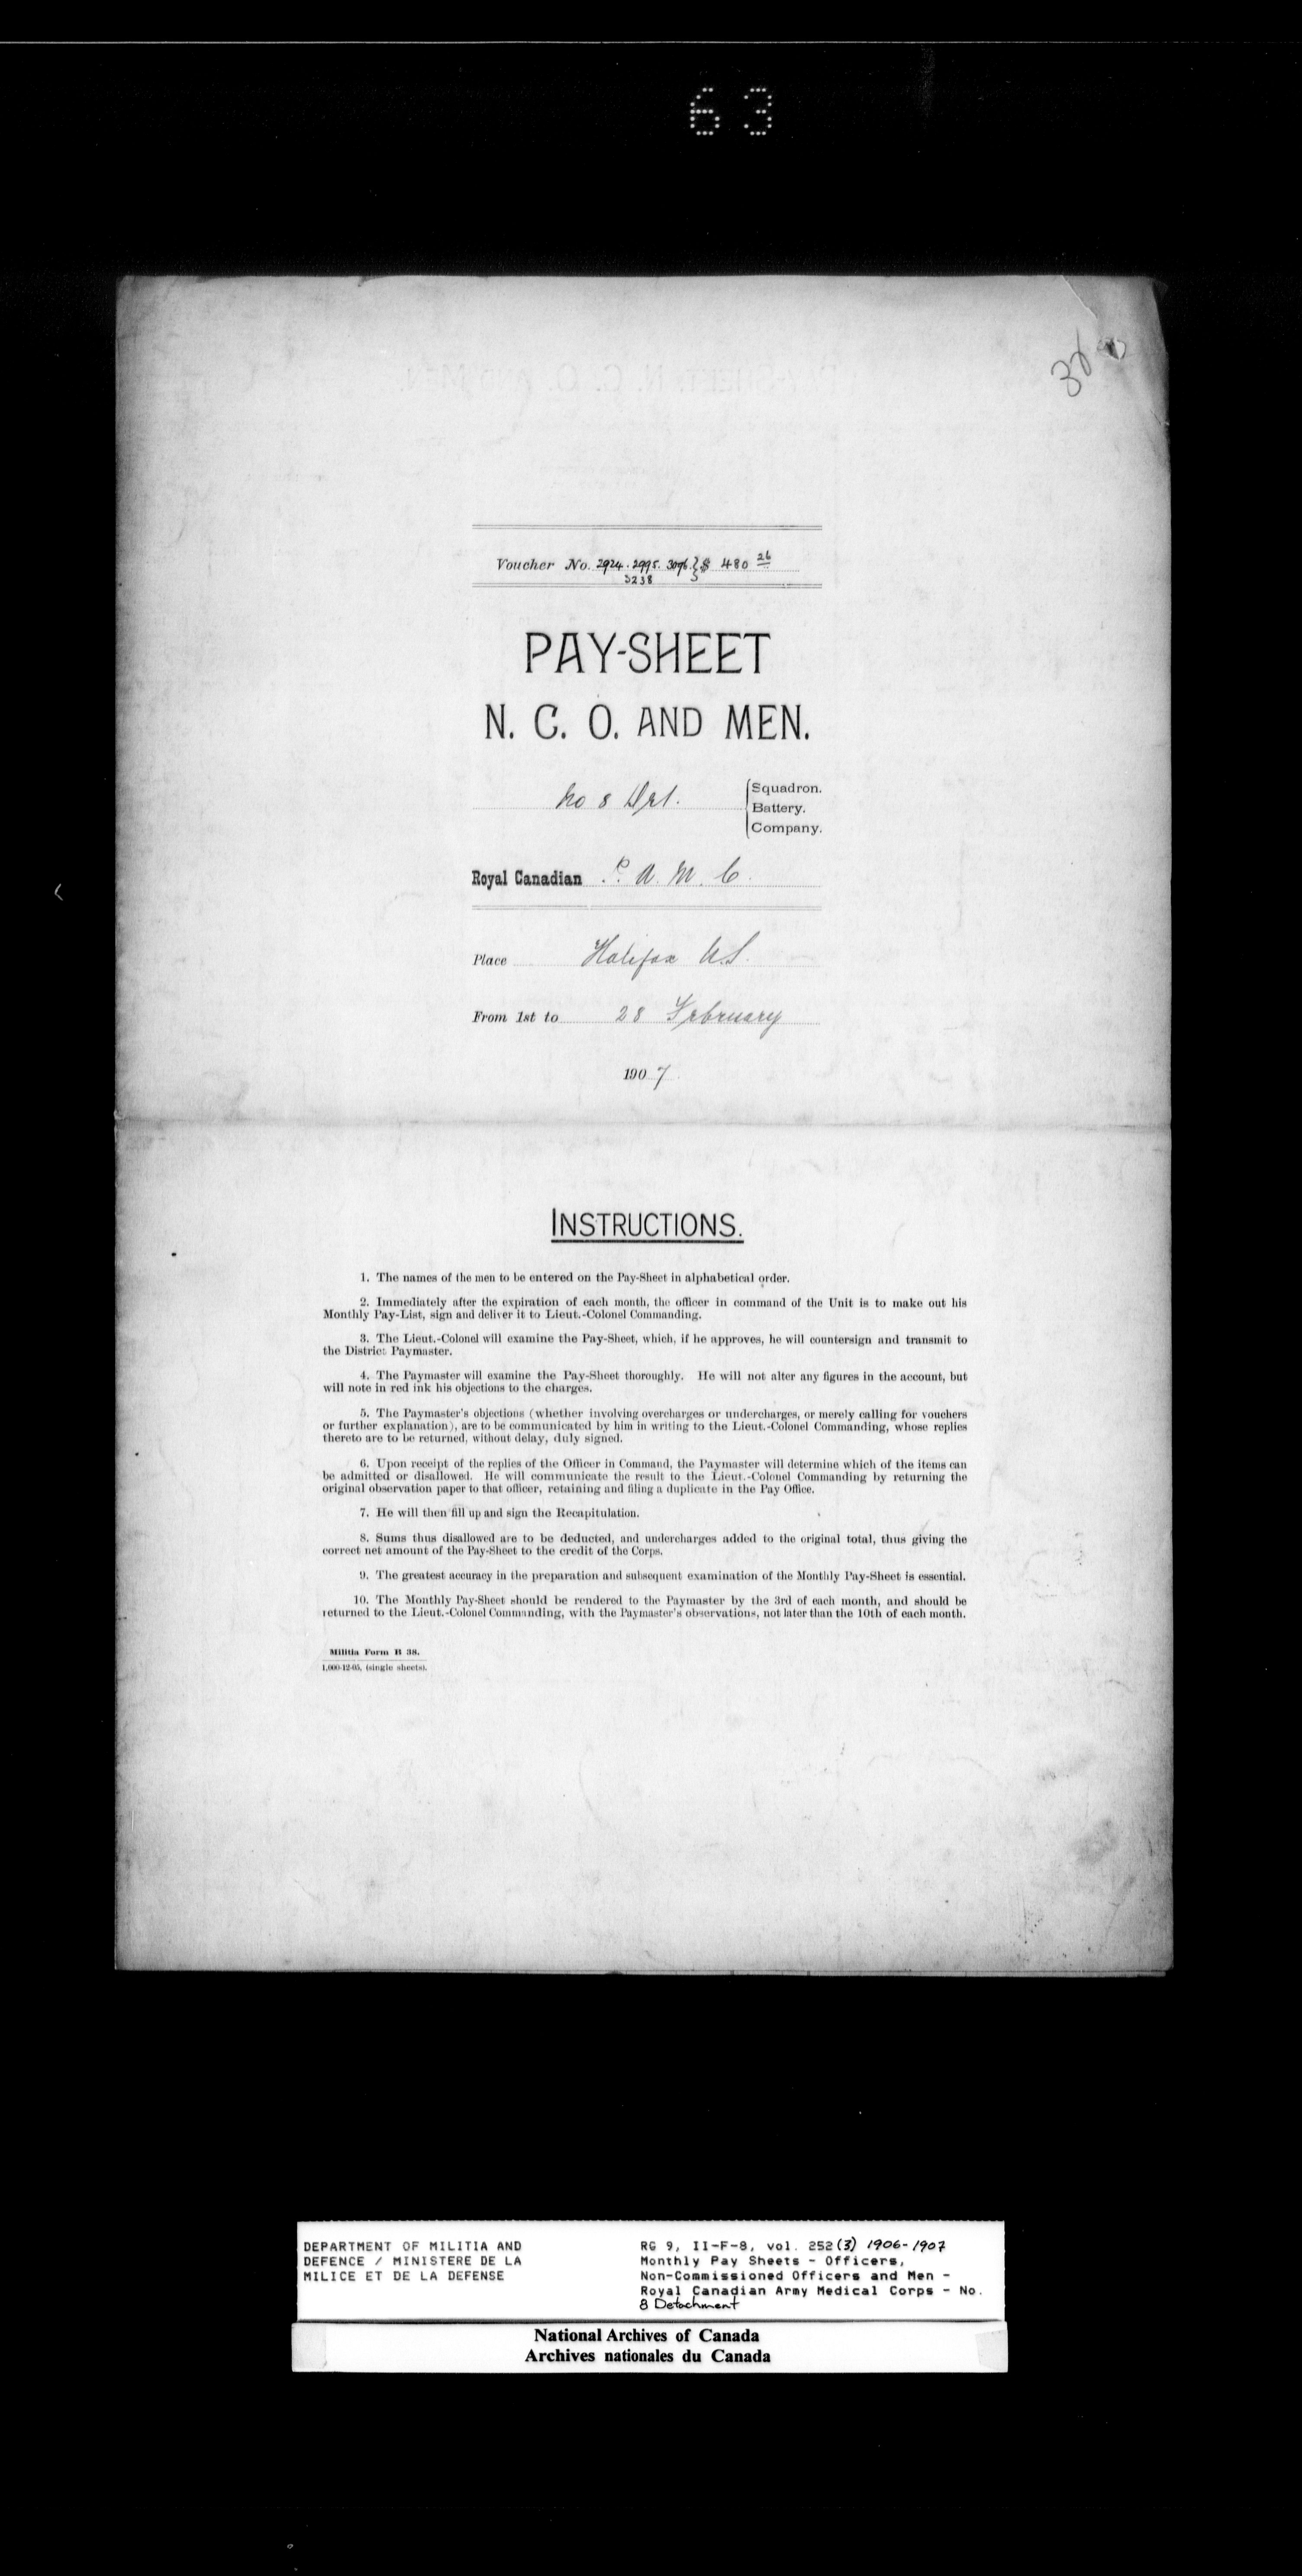 63
Voucher No. 2924. 2995. 3096.} $ 480 26
3238
PAY-SHEET
N. C. O. AND MEN.
No 8 Det.
Squadron.
Battery.
Company.
Royal Canadian P. A. M. C.
Place Halifax N.S.
From 1st to 28 February
1907
INSTRUCTIONS.
1. The names of the men to be entered on the Pay-Sheet in alphabetical order.
2. Immediately after the expiration of each month, the officer in command of the Unit is to make out his
Monthly Pay-List, sign and deliver it to Lieut.-Colonel Commanding.
3. The Lieut.-Colonel will examine the Pay-Sheet, which, if he approves, he will countersign and transmit to
the District Paymaster.
4. The Paymaster will examine the Pay-Sheet thoroughly. He will not alter any figures in the account, but
will note in red ink his objections to the charges.
5. The Paymaster's objections (whether involving overcharges or undercharges, or merely calling for vouchers
or further explanation), are to be communicated by him in writing to the Lieut.-Colonel Commanding, whose replies
thereto are to be returned, without delay, duly signed.
6. Upon receipt of the replies of the Officer in Command, the Paymaster will determine which of the items can
be admitted or disallowed. He will communicate the result to the Lieut.-Colonel Commanding by returning the
original observation paper to that officer, retaining and filing a duplicate in the Pay Office.
7. He will then fill up and sign the Recapitulation.
8. Sums thus disallowed are to be deducted, and undercharges added to the original total, thus giving the
correct net amount of the Pay-Sheet to the credit of the Corps.
9. The greatest accuracy in the preparation and subsequent examination of the Monthly Pay-Sheet is essential.
10. The Monthly Pay-Sheet should be rendered to the Paymaster by the 3rd of each month, and should be
returned to the Lieut.-Colonel Commanding, with the Paymaster's observations, not later than the 10th of each month.
Militia Form B 38.
1,000-12-05, (single sheets).
DEPARTMENT OF MILITIA AND
DEFENCE / MINISTERE DE LA
MILICE ET DE LA DEFENSE
RG 9, II-F-8, vol. 252 (3) 1906-1907
Monthly Pay Sheets - Officers,
Non-Commissioned Officers and Men -
Royal Canadian Army Medical Corps - No.
8 Detachment
National Archives of Canada
Archives nationales du Canada